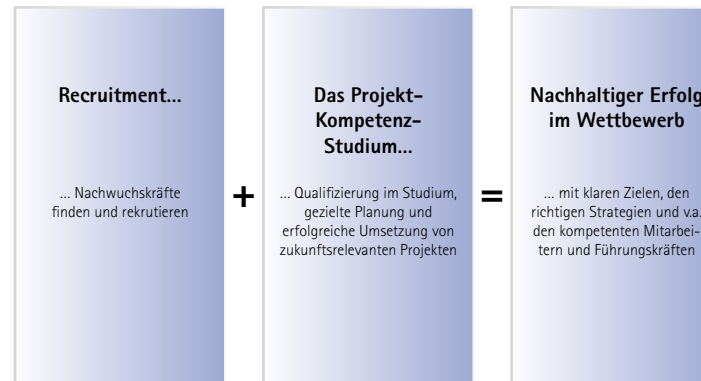 Recruitment...
... Nachwuchskräfte
finden und rekrutieren
+
Das Projekt-
Kompetenz-
Studium...
... Qualifizierung im Studium,
gezielte Planung und
erfolgreiche Umsetzung von
zukunftsrelevanten Projekten
=
Nachhaltiger Erfolg
im Wettbewerb
... mit klaren Zielen, den
richtigen Strategien und v.a.
den kompetenten Mitarbei-
tern und Führungskräften